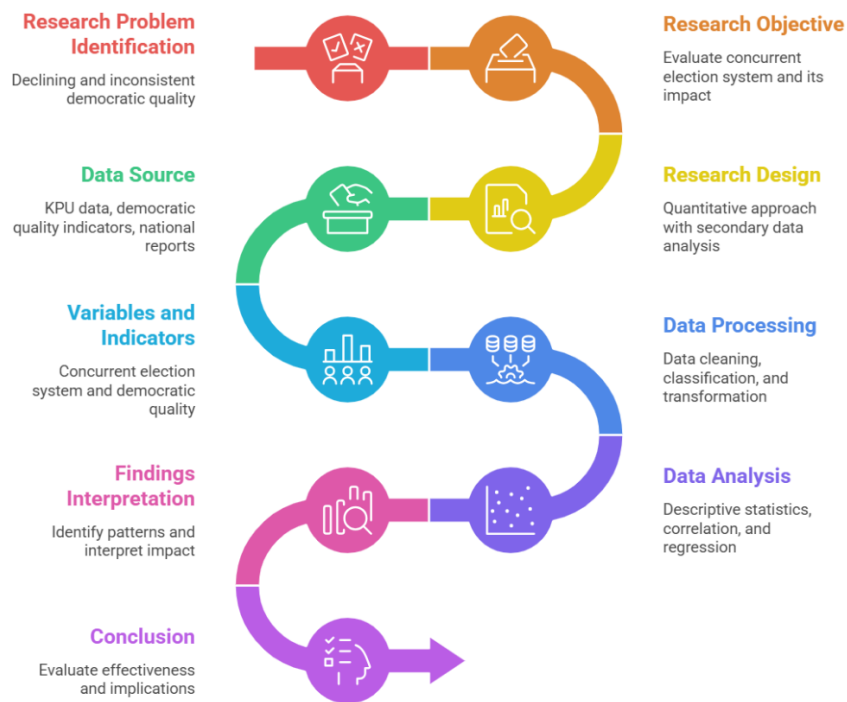 Research Problem
Identification
Declining and inconsistent
democratic quality
Research Objective
Evaluate concurrent
election system and its
impact
Research Design
Quantitative approach
with secondary data
analysis
Data Source
KPU data, democratic
quality indicators, national
reports
Variables and
Indicators
Concurrent election
system and democratic
quality
Data Processing
Data cleaning,
classification, and
transformation
Data Analysis
Descriptive statistics,
correlation, and
regression
Findings
Interpretation
Identify patterns and
interpret impact
Conclusion
Evaluate effectiveness
and implications